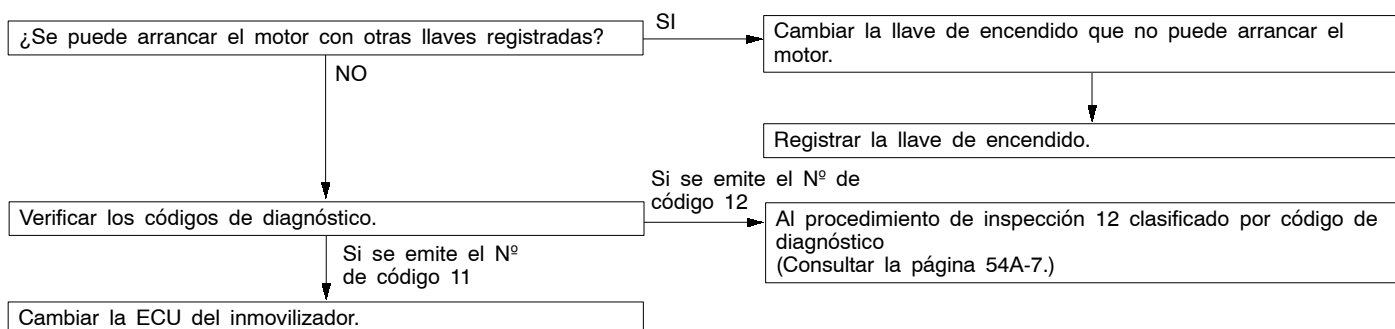 ¿Se puede arrancar el motor con otras llaves registradas?
SI
Cambiar la llave de encendido que no puede arrancar el
motor.
NO
Registrar la llave de encendido.
Verificar los códigos de diagnóstico.
Si se emite el Nº de
código 12
Al procedimiento de inspección 12 clasificado por código de
diagnóstico
(Consultar la página 54A-7.)
Si se emite el Nº
de código 11
Cambiar la ECU del inmovilizador.